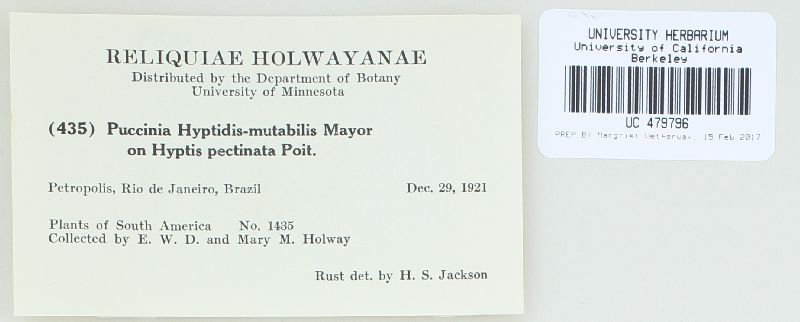 RELIQUIAE HOLWAYANAE
Distributed by the Department of Botany
University of Minnesota
(435) Puccinia Hyptidis-mutabilis Mayor
on Hyptis pectinata Poit.
Petropolis, Rio de Janeiro, Brazil Dec. 29, 1921
Plants of South America No. 1435
Collected by E. W. D. and Mary M. Holway
Rust det. by H. S. Jackson
UNIVERSITY HERBARIUM
University of California
Berkeley
UC 479796
PREP BY Margriet Wetherwax, 15 Feb 2017